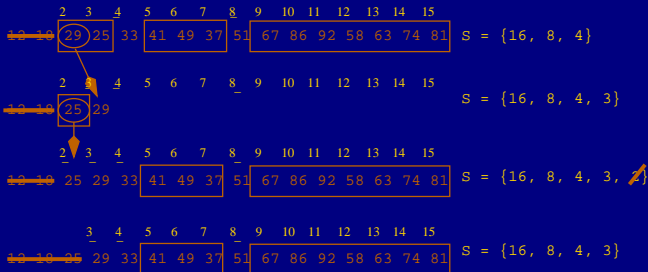 2 3 4 5 6 7 8 9 10 11 12 13 14 15
12 18 29 25 33 41 49 37 51 67 86 92 58 63 74 81 S = {16, 8, 4}
2 3 4 5 6 7 8 9 10 11 12 13 14 15
S = {16, 8, 4, 3}
12 18 25 29
2 3 4 5 6 7 8 9 10 11 12 13 14 15
12 18 25 29 33 41 49 37 51 67 86 92 58 63 74 81 S = {16, 8, 4, 3, 2}
3 4 5 6 7 8 9 10 11 12 13 14 15
12 18 25 29 33 41 49 37 51 67 86 92 58 63 74 81 S = {16, 8, 4, 3}